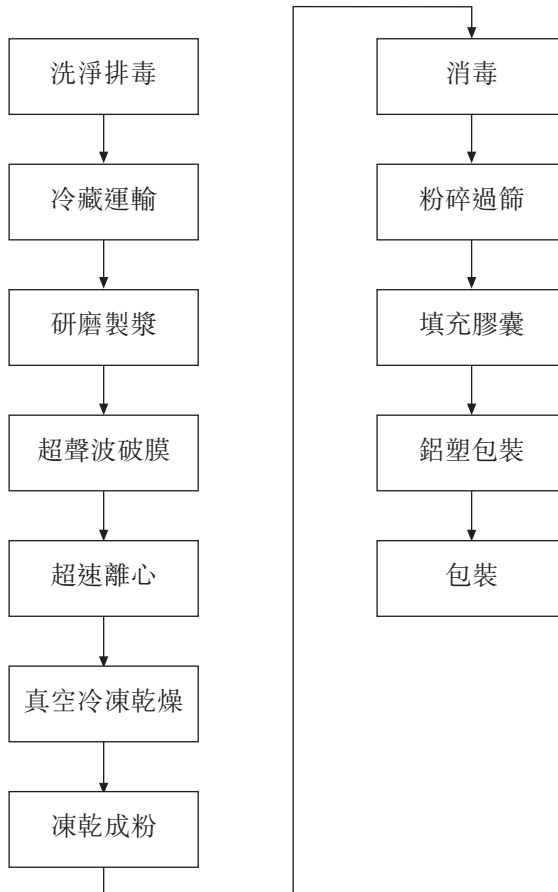 洗淨排毒
冷藏運輸
研磨製漿
超聲波破膜
超速離心
真空冷凍乾燥
凍乾成粉
消毒
粉碎過篩
填充膠囊
鋁塑包裝
包裝